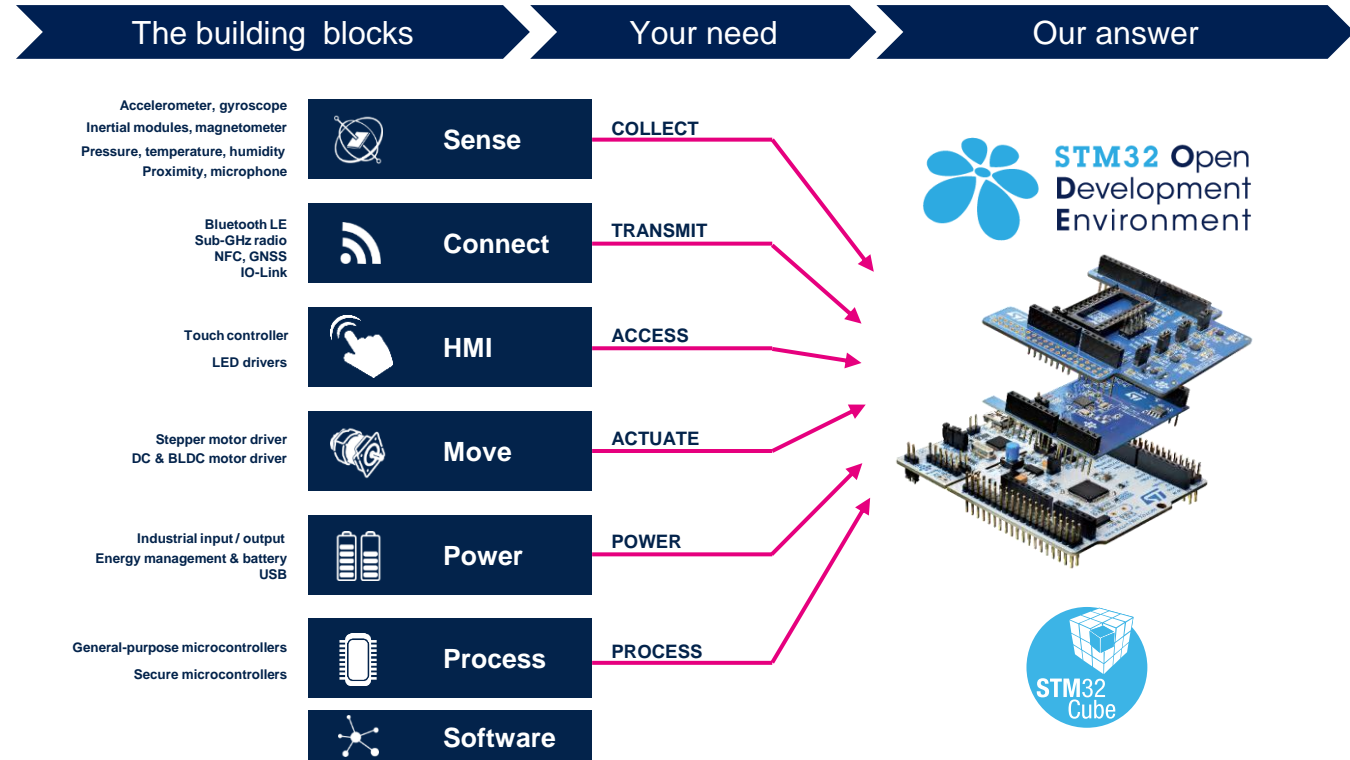 The building blocks
Your need
Our answer
Accelerometer, gyroscope
Inertial modules, magnetometer
Pressure, temperature, humidity
Proximity, microphone
Sense
COLLECT
Bluetooth LE
Sub-GHz radio
NFC, GNSS
IO-Link
Connect
TRANSMIT
Touch controller
LED drivers
HMI
ACCESS
Stepper motor driver
DC & BLDC motor driver
Move
ACTUATE
Industrial input / output
Energy management & battery
USB
Power
POWER
General-purpose microcontrollers
Secure microcontrollers
Process
PROCESS
Software
STM32 Open
Development
Environment
STM32
Cube